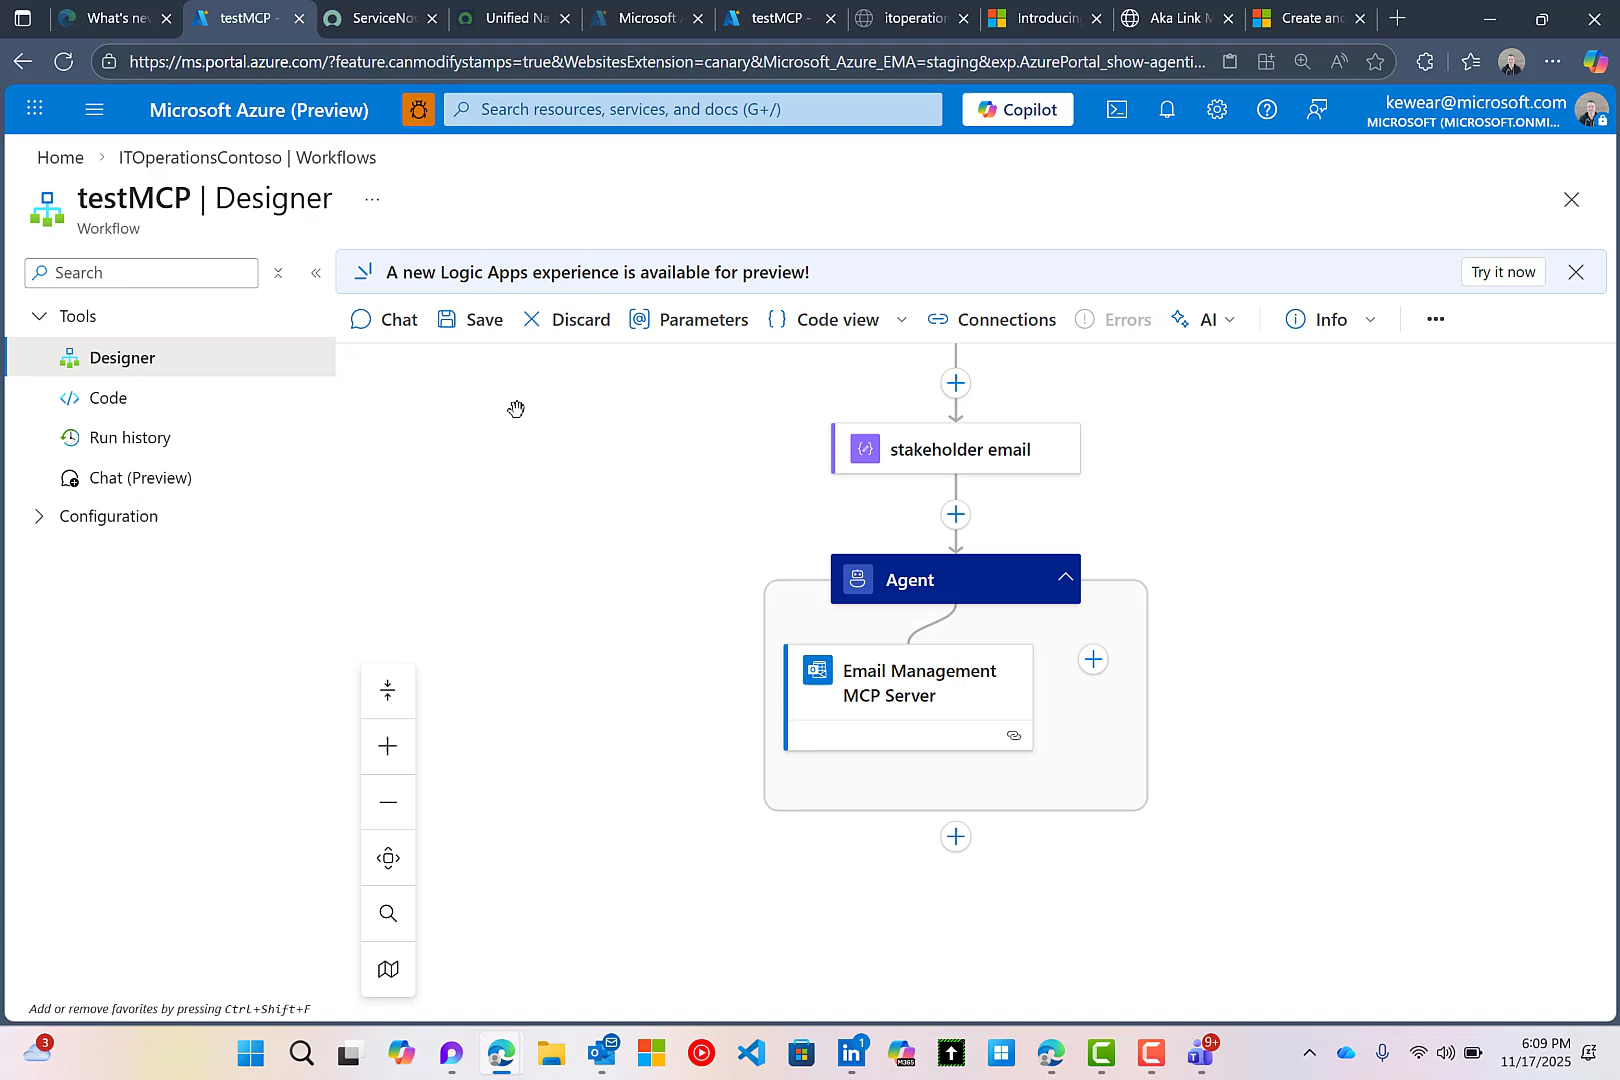 What's ne
testMCP -
ServiceNo
Unified Na
Microsoft
testMCP -
itoperation
Introducin
Aka Link M
Create and
https://ms.portal.azure.com/?feature.canmodifystamps=true&WebsitesExtension=canary&Microsoft_Azure_EMA=staging&exp.AzurePortal_show-agenti...
Microsoft Azure (Preview)
Search resources, services, and docs (G+/)
Copilot
kewear@microsoft.com
MICROSOFT (MICROSOFT.ONMI...
Home > ITOperationsContoso | Workflows
testMCP | Designer ...
Workflow
Search
A new Logic Apps experience is available for preview!
Try it now
Tools
Chat Save Discard Parameters Code view Connections Errors AI Info ...
Designer
Code
Run history
Chat (Preview)
Configuration
stakeholder email
Agent
Email Management
MCP Server
Add or remove favorites by pressing Ctrl+Shift+F
3
1
M365
9+
6:09 PM
11/17/2025